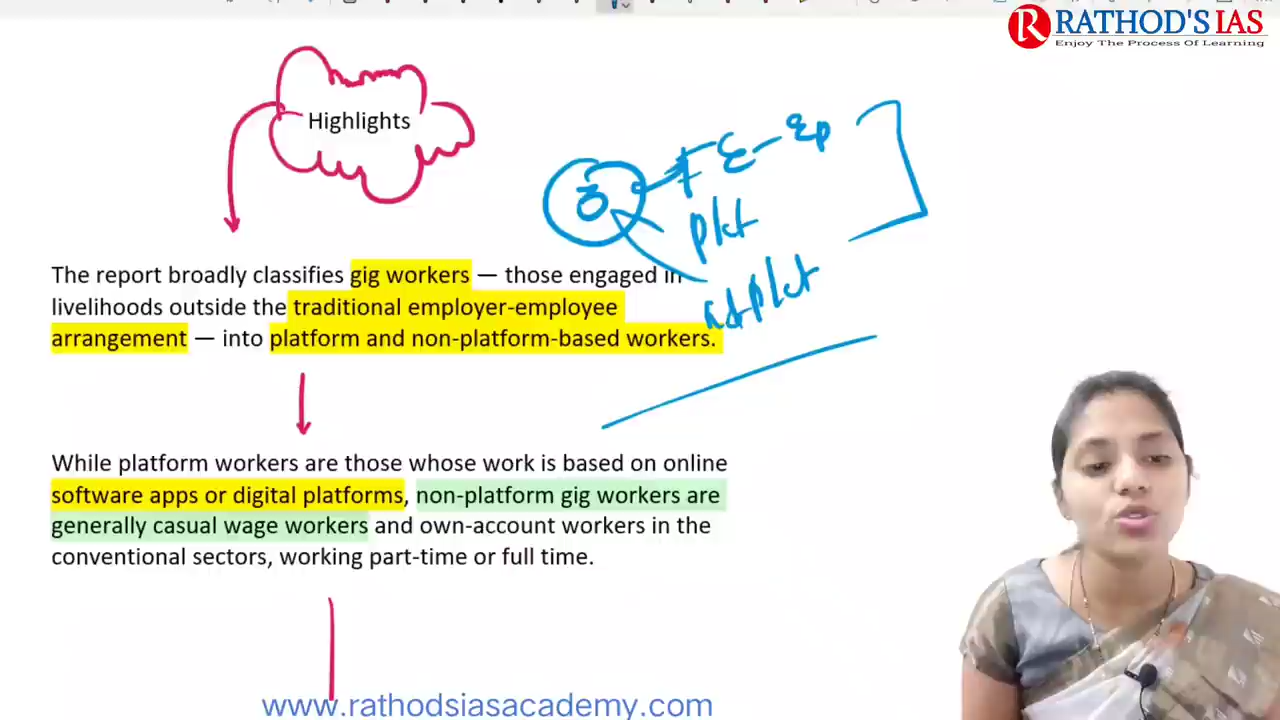 RATHOD'S IAS
Enjoy The Process Of Learning
Highlights
The report broadly classifies gig workers — those engaged in
livelihoods outside the traditional employer-employee
arrangement — into platform and non-platform-based workers.
While platform workers are those whose work is based on online
software apps or digital platforms, non-platform gig workers are
generally casual wage workers and own-account workers in the
conventional sectors, working part-time or full time.
www.rathodsiasacademy.com